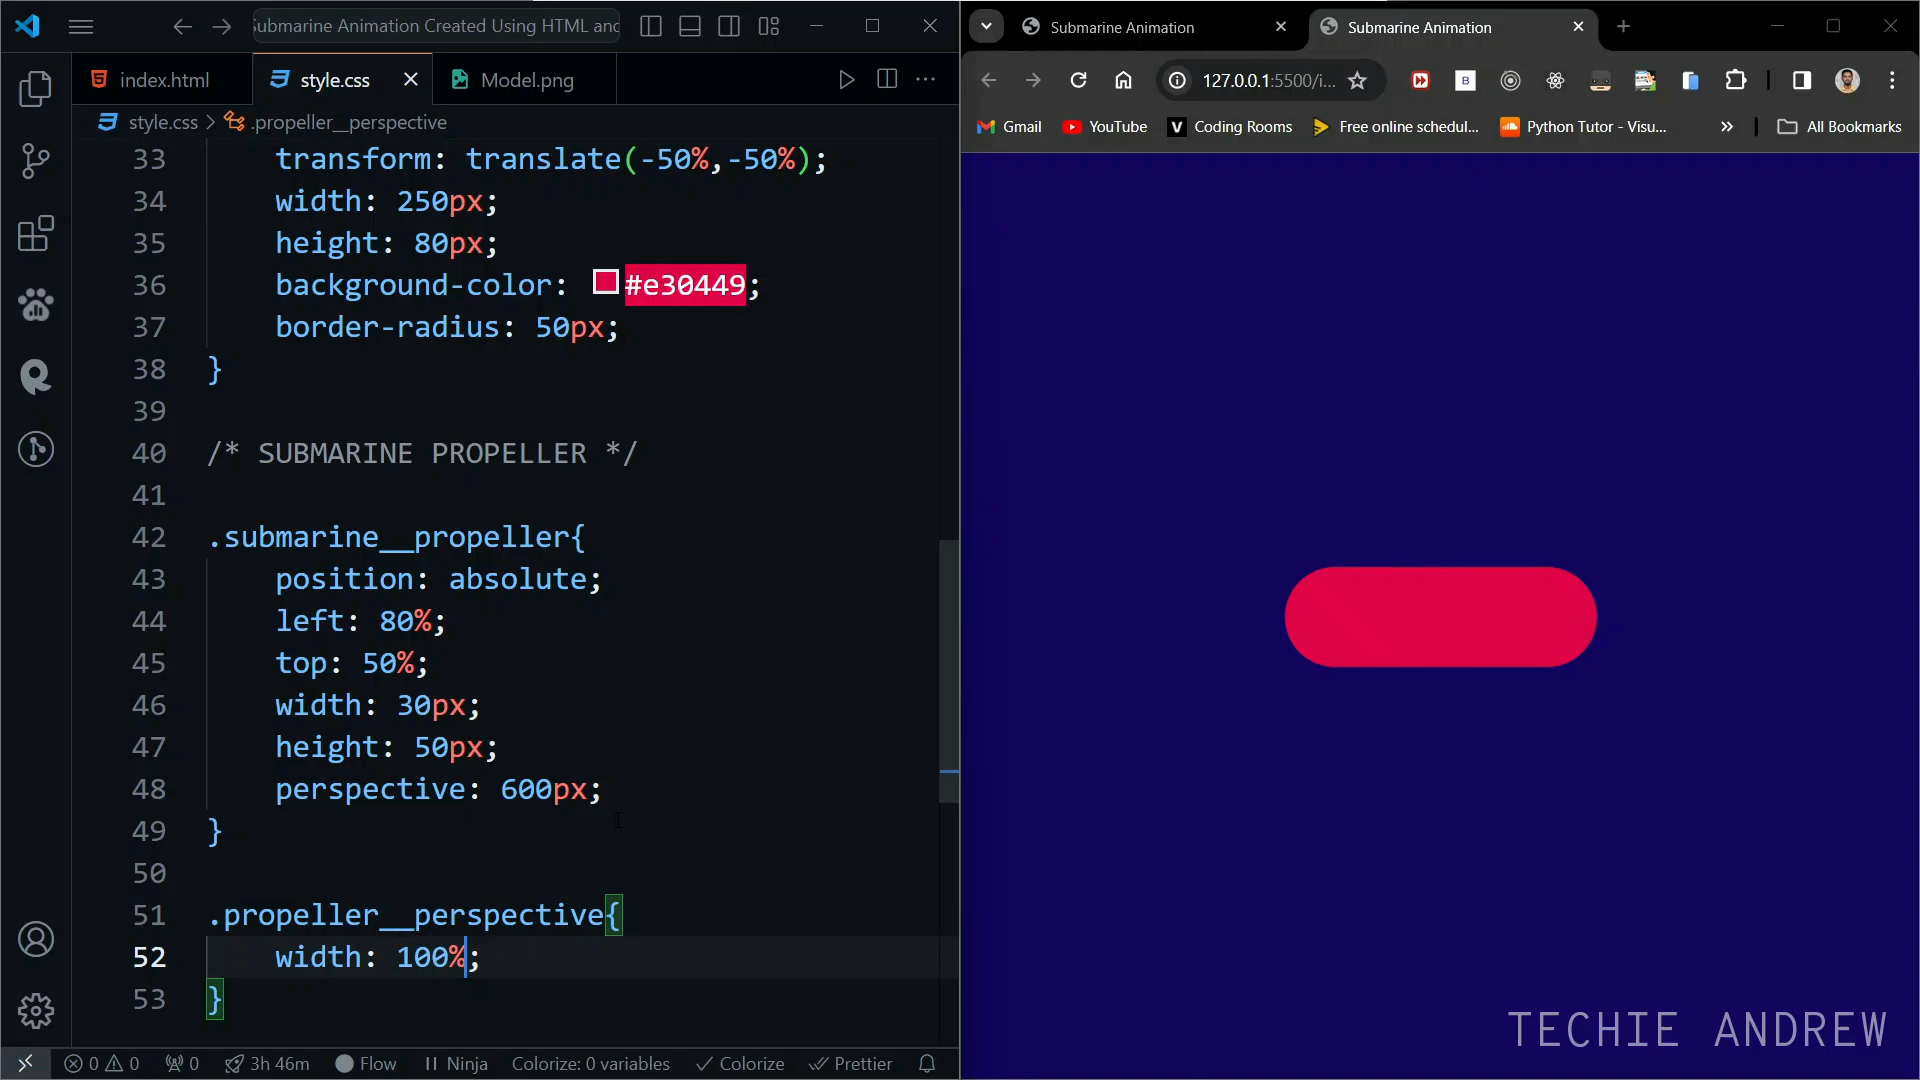 Submarine Animation Created Using HTML and
index.html
style.css
Model.png
style.css > .propeller__perspective
33 transform: translate(-50%,-50%);
34 width: 250px;
35 height: 80px;
36 background-color: #e30449;
37 border-radius: 50px;
38 }
39
40 /* SUBMARINE PROPELLER */
41
42 .submarine__propeller{
43 position: absolute;
44 left: 80%;
45 top: 50%;
46 width: 30px;
47 height: 50px;
48 perspective: 600px;
49 }
50
51 .propeller__perspective{
52 width: 100%;
53 }
0 0 0 3h 46m Flow Ninja Colorize: 0 variables Colorize Prettier
Submarine Animation
Submarine Animation
127.0.0.1:5500/i...
Gmail
YouTube
Coding Rooms
Free online schedul...
Python Tutor - Visu...
All Bookmarks
TECHIE ANDREW